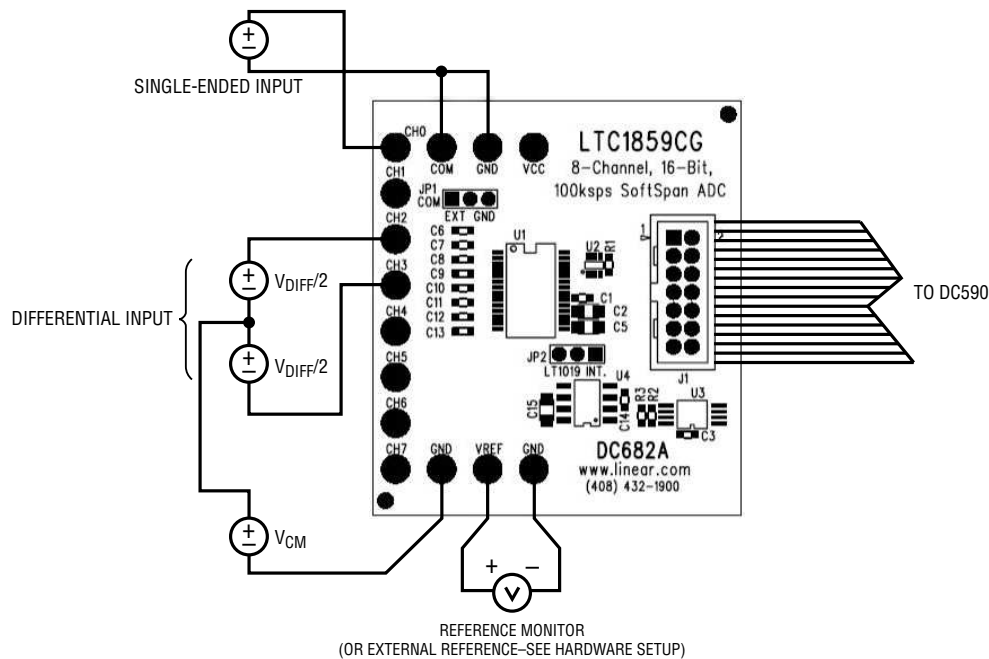 +
−
SINGLE-ENDED INPUT
CH0
COM
GND
VCC
LTC1859CG
8-Channel, 16-Bit,
100ksps SoftSpan ADC
CH1
JP1
COM
EXT GND
CH2
C6
C7
C8
C9
C10
C11
C12
C13
U1
U2
R1
1
2
C1
C2
C5
TO DC590
+
−
VDIFF/2
DIFFERENTIAL INPUT
+
−
VDIFF/2
CH3
CH4
CH5
CH6
CH7
JP2
LT1019 INT.
J1
U4
C15
C14
R3
R2
U3
C3
GND
VREF
GND
DC682A
www.linear.com
(408) 432-1900
+
−
VCM
+
−
V
REFERENCE MONITOR
(OR EXTERNAL REFERENCE–SEE HARDWARE SETUP)